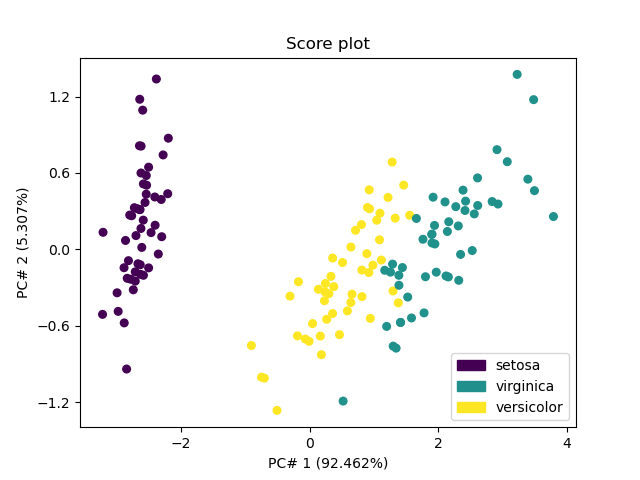 Score plot
PC# 2 (5.307%)
1.2
0.6
0.0
−0.6
−1.2
−2
0
2
4
PC# 1 (92.462%)
setosa
virginica
versicolor